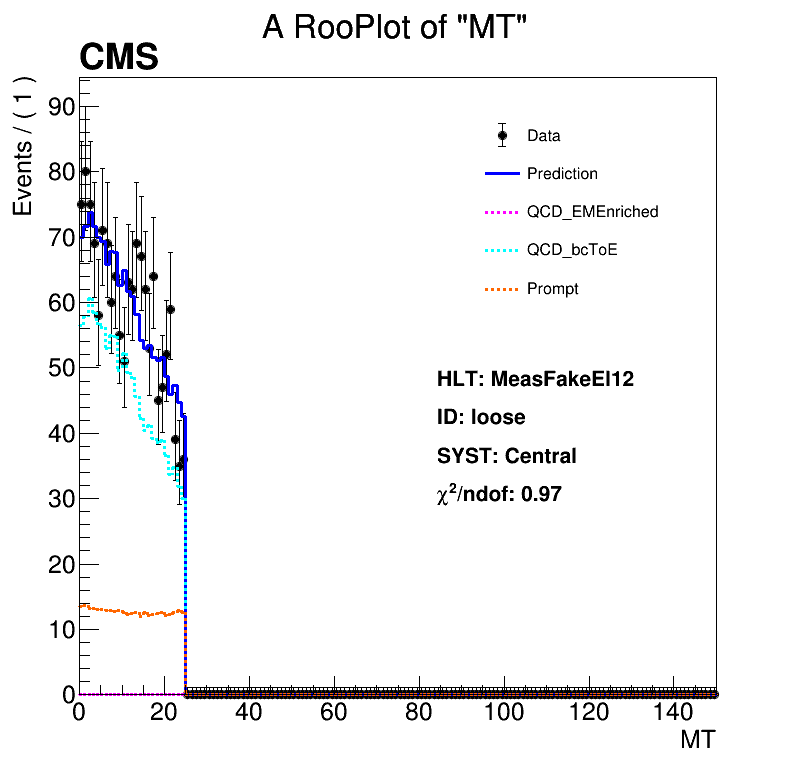 A RooPlot of "MT"
CMS
Events / ( 1 )
90
80
70
60
50
40
30
20
10
0
Data
Prediction
QCD_EMEnriched
QCD_bcToE
Prompt
HLT: MeasFakeEl12
ID: loose
SYST: Central
χ²/ndof: 0.97
0 20 40 60 80 100 120 140
MT